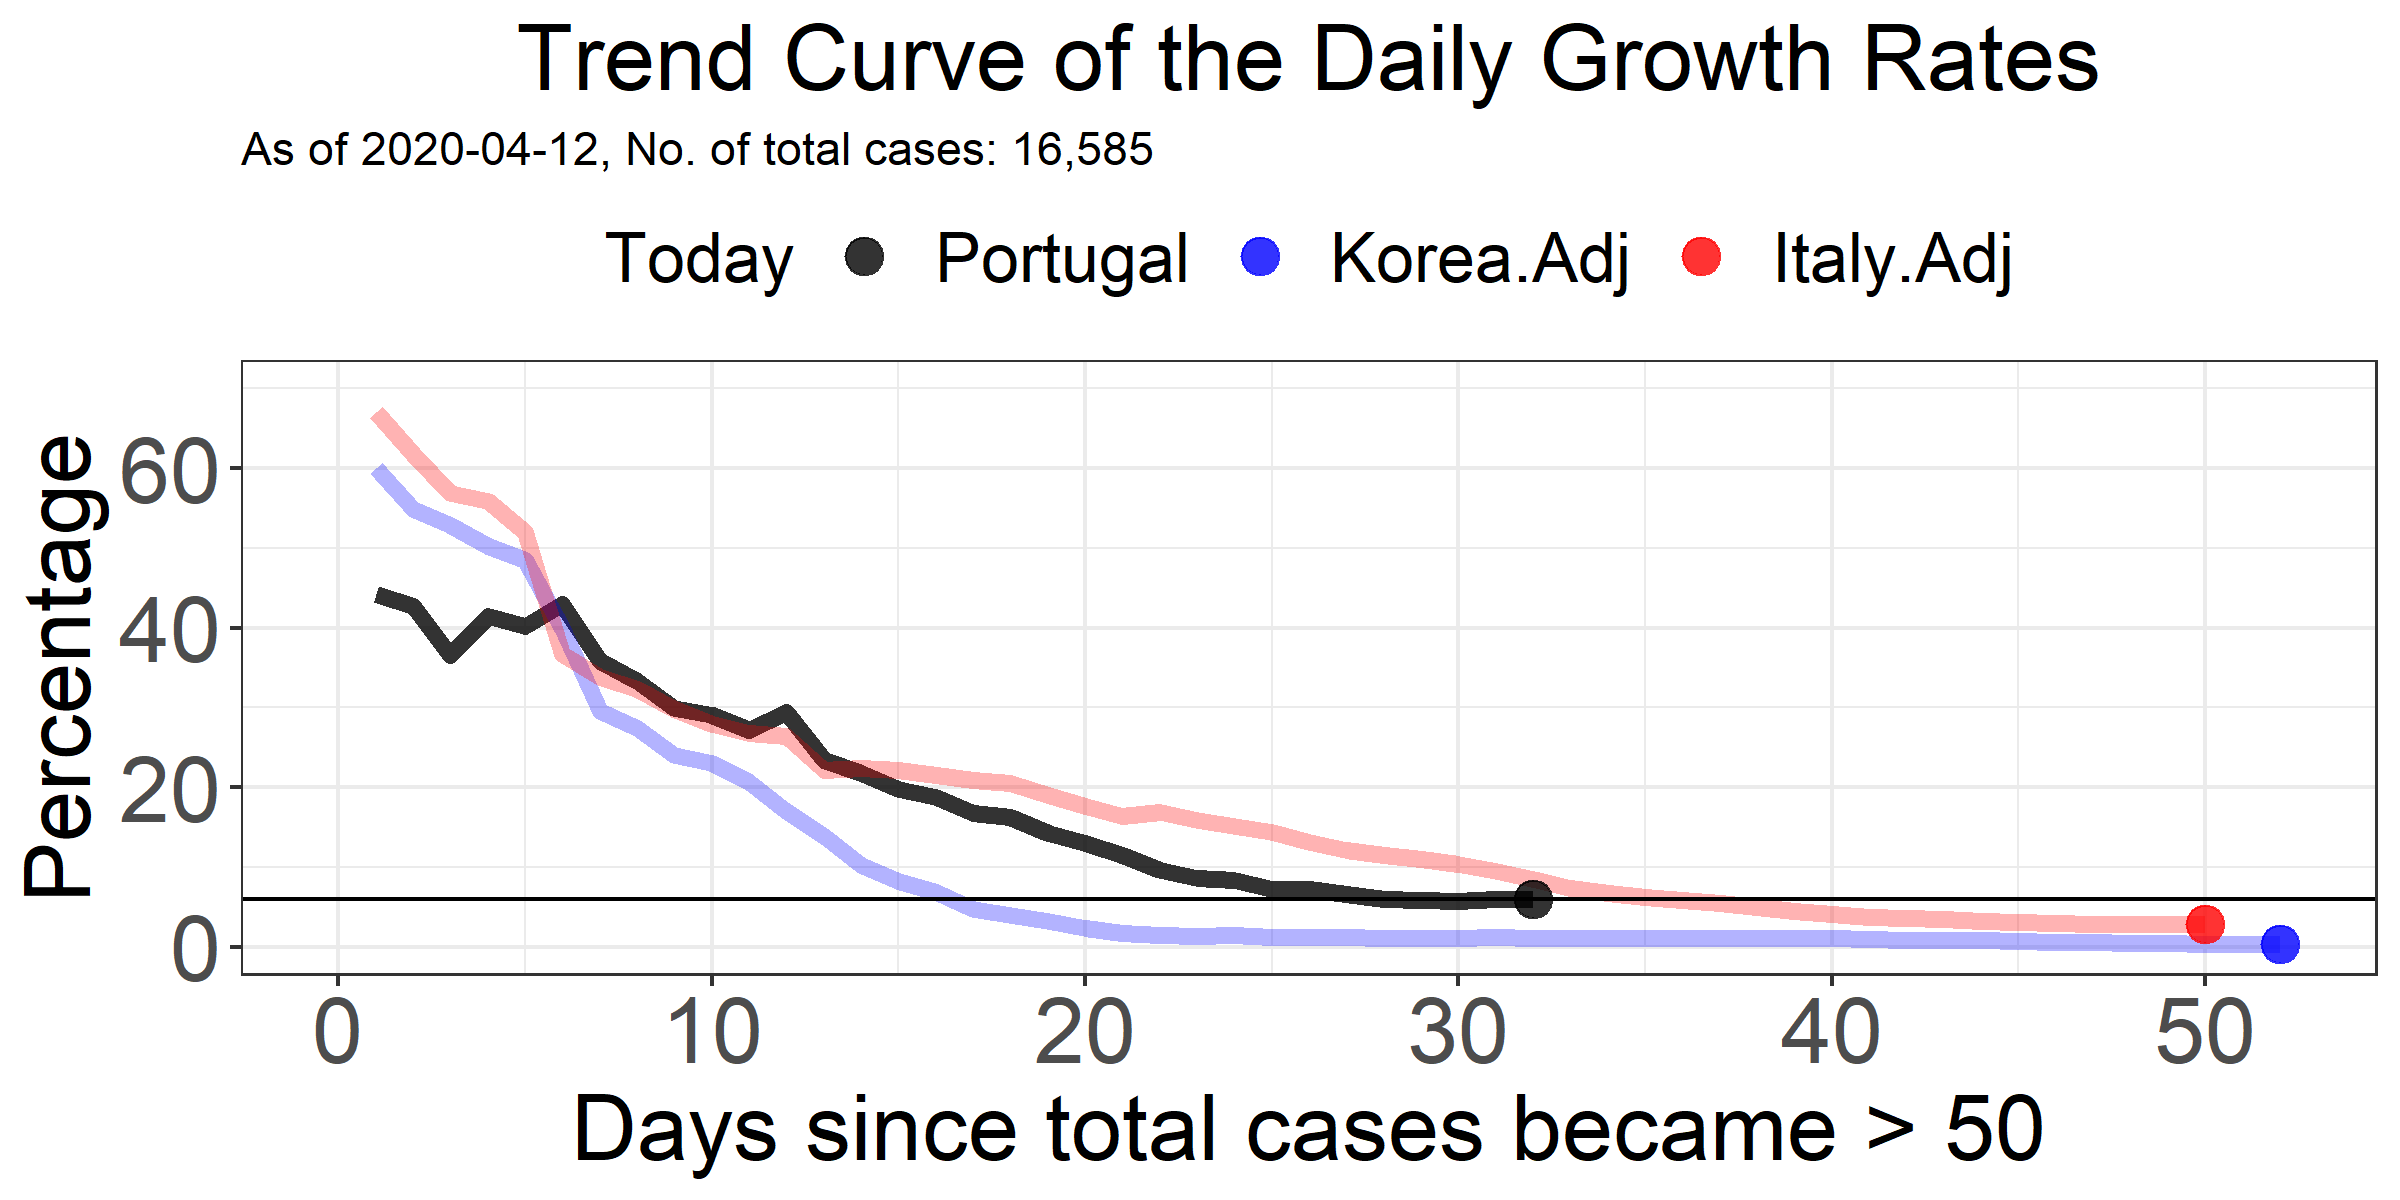 Trend Curve of the Daily Growth Rates
As of 2020-04-12, No. of total cases: 16,585
Today Portugal Korea.Adj Italy.Adj
Percentage
60
40
20
0
0 10 20 30 40 50
Days since total cases became > 50